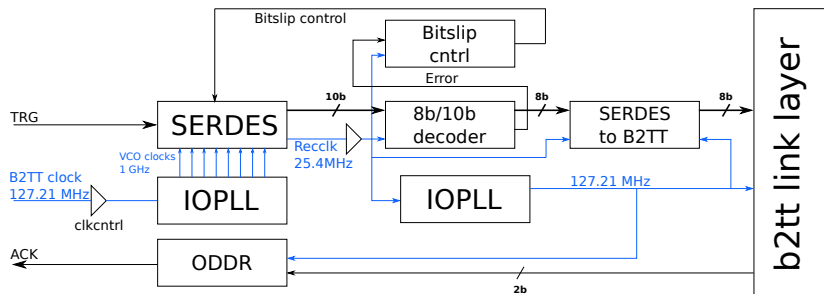 Bitslip control
Bitslip
cntrl
Error
TRG
SERDES
10b
8b/10b
decoder
8b
SERDES
to B2TT
8b
b2tt link layer
VCO clocks
1 GHz
Recclk
25.4MHz
B2TT clock
127.21 MHz
clkcntrl
IOPLL
IOPLL
127.21 MHz
ACK
ODDR
2b